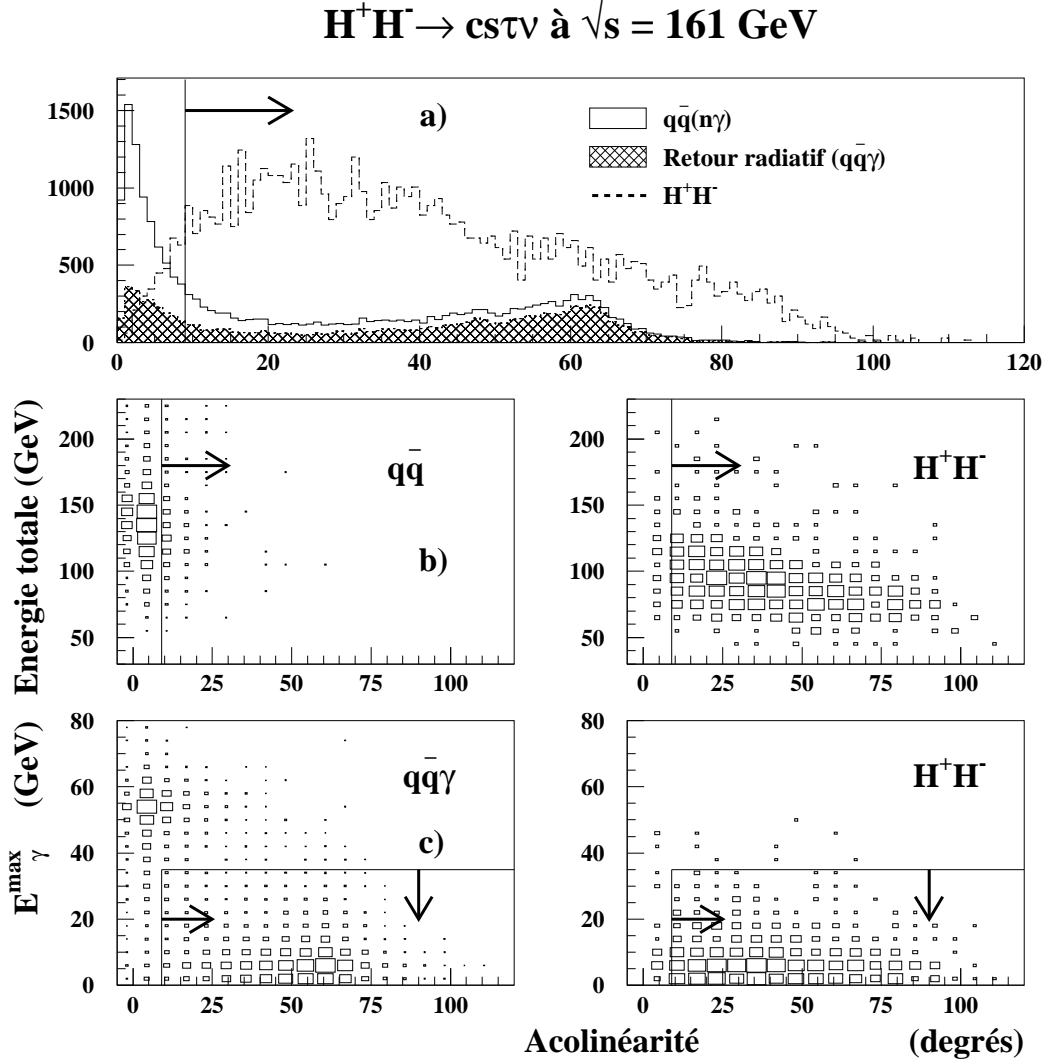 H⁺H⁻→ csτν à √s = 161 GeV
a)
qq̄(nγ)
Retour radiatif (qq̄γ)
H⁺H⁻
1500
1000
500
0
0 20 40 60 80 100 120
Energie totale (GeV)
200
150
100
50
qq̄
b)
0 25 50 75 100
200
150
100
50
H⁺H⁻
0 25 50 75 100
E_γ^max (GeV)
80
60
40
20
0
qq̄γ
c)
0 25 50 75 100
80
60
40
20
0
H⁺H⁻
0 25 50 75 100
Acolinéarité (degrés)